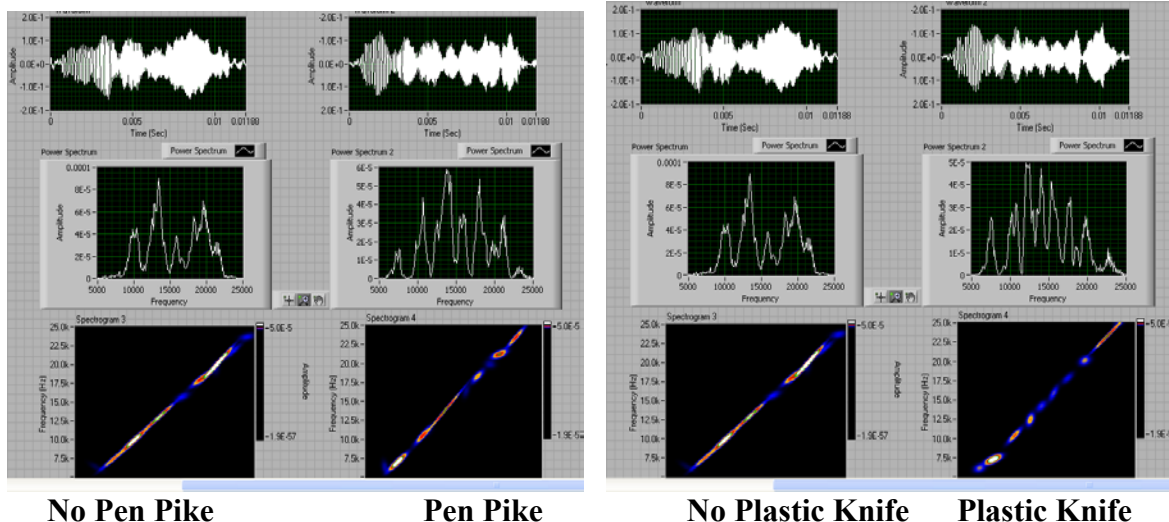 2.0E-1
1.0E-1
0.0E+0
1.0E-1
2.0E-1
Amplitude
0 0.005 0.01 0.01188
Time (Sec)
-2.0E-1
-1.0E-1
0.0E+0
1.0E-1
2.0E-1
Amplitude
0 0.005 0.01 0.01188
Time (Sec)
Power Spectrum Power Spectrum
0.0001
8E-5
6E-5
4E-5
2E-5
0
Amplitude
5000 10000 15000 20000 25000
Frequency
Power Spectrum 2 Power Spectrum
6E-5
5E-5
4E-5
3E-5
2E-5
1E-5
0
Amplitude
5000 10000 15000 20000 25000
Frequency
Spectrogram 3
25.0k
22.5k
20.0k
17.5k
15.0k
12.5k
10.0k
7.5k
Frequency (Hz)
-5.0E-5
-1.9E-57
Amplitude
Spectrogram 4
25.0k
22.5k
20.0k
17.5k
15.0k
12.5k
10.0k
7.5k
Frequency (Hz)
-5.0E-5
No Pen Pike Pen Pike
Waveform
2.0E-1
1.0E-1
0.0E+0
1.0E-1
2.0E-1
Amplitude
0 0.005 0.01 0.01188
Time (Sec)
Waveform 2
-2.0E-1
-1.0E-1
0.0E+0
1.0E-1
2.0E-1
Amplitude
0 0.005 0.01 0.01188
Time (Sec)
Power Spectrum Power Spectrum
0.0001
8E-5
6E-5
4E-5
2E-5
0
Amplitude
5000 10000 15000 20000 25000
Frequency
Power Spectrum 2 Power Spectrum
5E-5
4E-5
3E-5
2E-5
1E-5
0
Amplitude
5000 10000 15000 20000 25000
Frequency
Spectrogram 3
25.0k
22.5k
20.0k
17.5k
15.0k
12.5k
10.0k
7.5k
Frequency (Hz)
-5.0E-5
-1.9E-57
Amplitude
Spectrogram 4
25.0k
22.5k
20.0k
17.5k
15.0k
12.5k
10.0k
7.5k
Frequency (Hz)
-5.0E-5
No Plastic Knife Plastic Knife